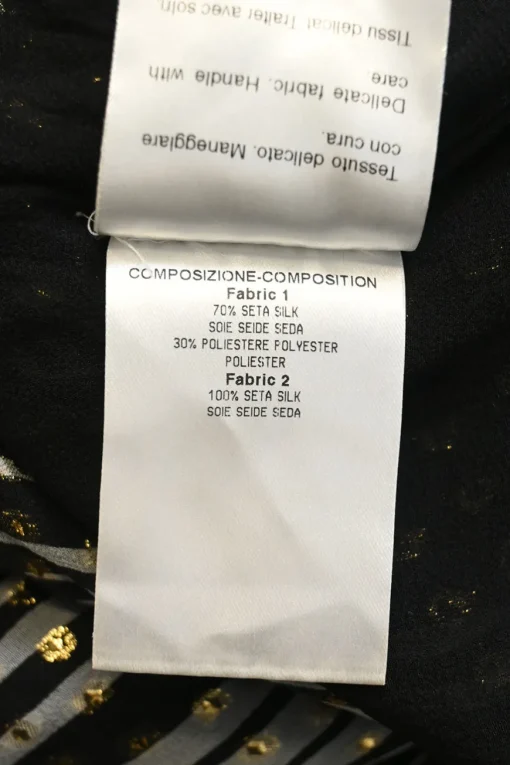 Tessuto delicato. Maneggiare
con cura.
Delicate fabric. Handle with
care
Tissu délicat Traiter avec soin.
COMPOSIZIONE-COMPOSITION
Fabric 1
70% SETA SILK
SOIE SEIDE SEDA
30% POLIESTERE POLYESTER
POLIESTER
Fabric 2
100% SETA SILK
SOIE SEIDE SEDA